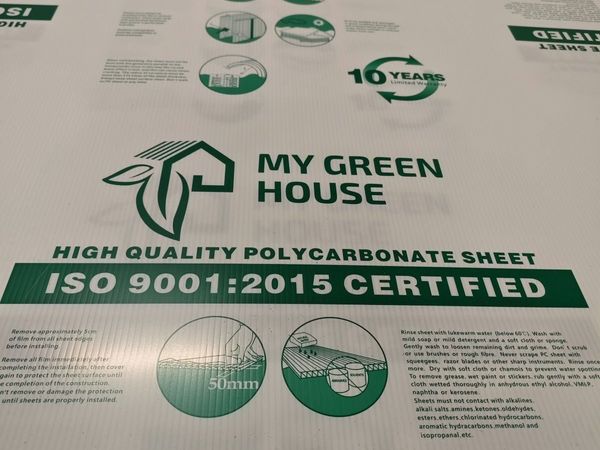 ISO
HIG
10 YEARS
Limited Warranty
TIFIED
E SHEET
MY GREEN
HOUSE
HIGH QUALITY POLYCARBONATE SHEET
ISO 9001:2015 CERTIFIED
Remove approximately 5cm
of film from all sheet edges
before installing.
Remove all film immediately after
completing the installation, then cover
gain to protect the sheet surface until
e completion of the construction.
n't remove or damage the protection
until sheets are properly installed.
50mm
Rinse sheet with lukewarm water (below 60℃). Wash with
mild soap or mild detergent and a soft cloth or sponge.
Gently wash to loosen remaining dirt and grime. Don't scrub
or use brushes or rough fibre. Never scrape PC sheet with
squeegees, razor blades or other sharp instruments. Rinse once
more. Dry with soft cloth or chamois to prevent water spotting
To remove grease, wet paint or stickers, rub gently with a soft
cloth wetted thoroughly in anhydrous ethyl alcohol, VMLP,
naphtha or kerosene.
Sheets must not contact with alkalines,
alkali salts,amines,ketones,oldehydes,
esters,ethers,chlorinated hydrocarbons,
aromatic hydracarbons,methanol and
isopropanal,etc.